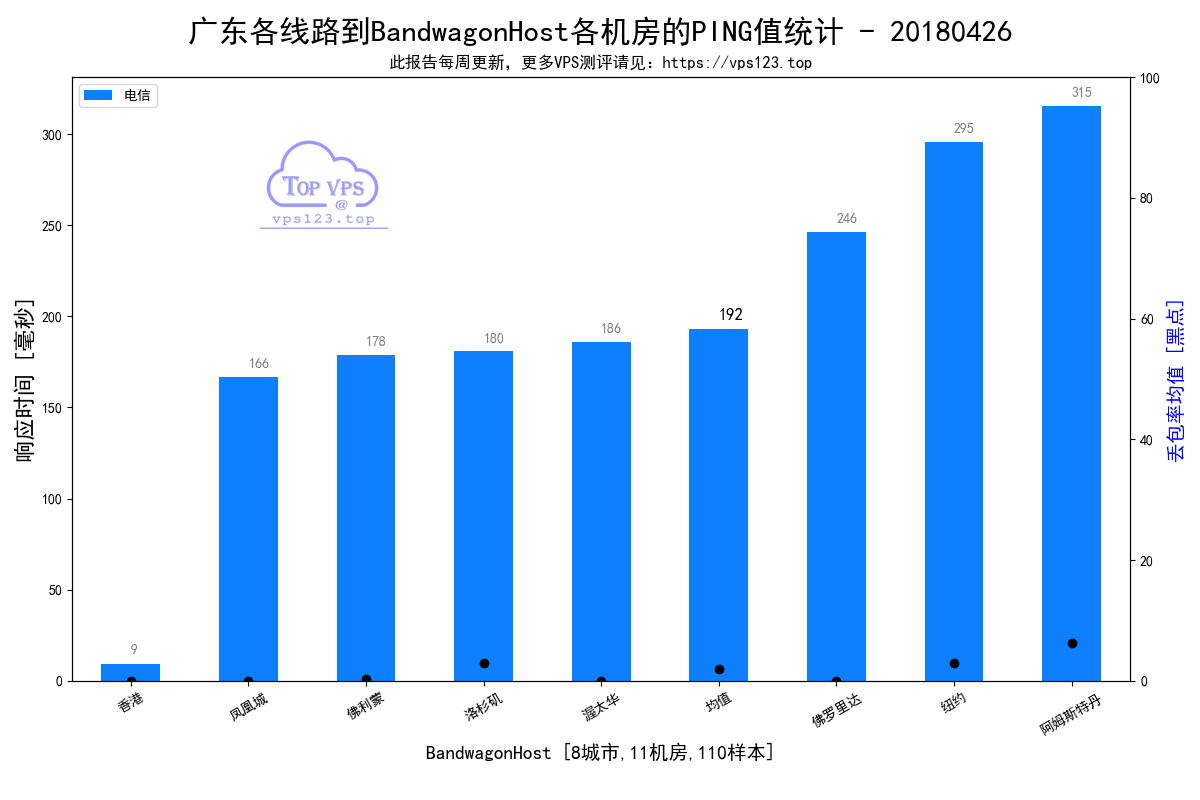 广东各线路到BandwagonHost各机房的PING值统计 - 20180426
此报告每周更新，更多VPS测评请见：https://vps123.top
电信
TOP VPS
@
vps123.top
响应时间 [毫秒]
300
250
200
150
100
50
0
9
166
178
180
186
192
246
295
315
100
80
60
40
20
0
丢包率均值 [黑点]
香港
凤凰城
佛利蒙
洛杉矶
渥太华
均值
佛罗里达
纽约
阿姆斯特丹
BandwagonHost [8城市,11机房,110样本]